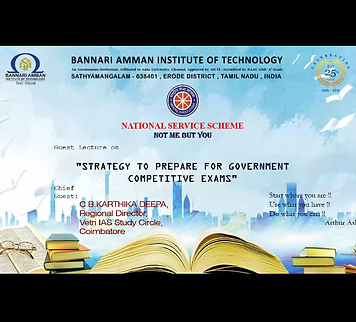 BANNARI AMMAN INSTITUTE OF TECHNOLOGY
An Autonomous Institution Affiliated to Anna University, Chennai, Approved by AICTE Accredited by NAAC with 'A' Grade
SATHYAMANGALAM - 638401 , ERODE DISTRICT , TAMIL NADU , INDIA
BANNARI AMMAN
INSTITUTE OF TECHNOLOGY
Stay Ahead
25
NATIONAL SERVICE SCHEME
NOT ME BUT YOU
Guest Lecture on
"STRATEGY TO PREPARE FOR GOVERNMENT
COMPETITIVE EXAMS"
Chief
Guest:
C.B.KARTHIKA DEEPA,
Regional Director,
Vetri IAS Study Circle,
Coimbatore
Start where you are !!
Use what you have !!
Do what you can !!
Arthur As